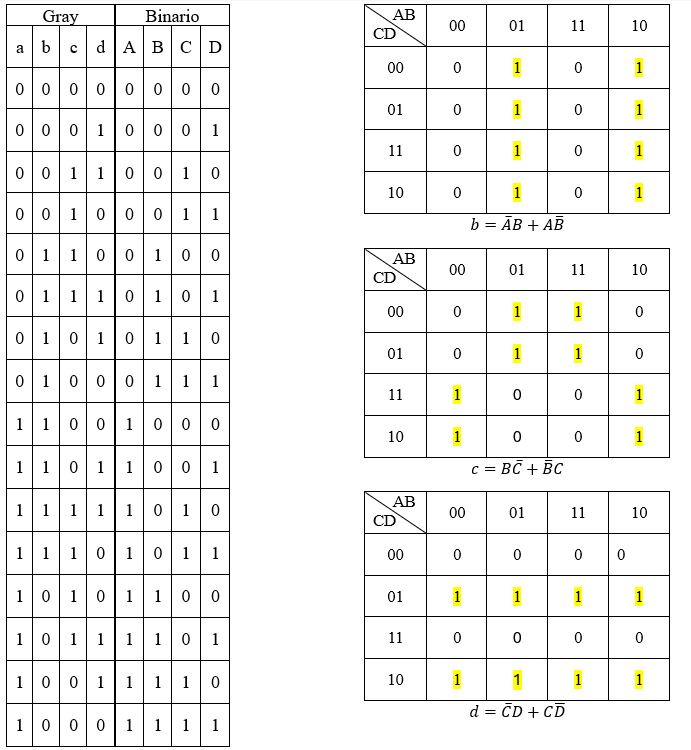 Gray Binario
a b c d A B C D
0 0 0 0 0 0 0 0
0 0 0 1 0 0 0 1
0 0 1 1 0 0 1 0
0 0 1 0 0 0 1 1
0 1 1 0 0 1 0 0
0 1 1 1 0 1 0 1
0 1 0 1 0 1 1 0
0 1 0 0 0 1 1 1
1 1 0 0 1 0 0 0
1 1 0 1 1 0 0 1
1 1 1 1 1 0 1 0
1 1 1 0 1 0 1 1
1 0 1 0 1 1 0 0
1 0 1 1 1 1 0 1
1 0 0 1 1 1 1 0
1 0 0 0 1 1 1 1
AB
CD 00 01 11 10
00 0 1 0 1
01 0 1 0 1
11 0 1 0 1
10 0 1 0 1
b = A̅B + AB̅
AB
CD 00 01 11 10
00 0 1 1 0
01 0 1 1 0
11 1 0 0 1
10 1 0 0 1
c = BC̅ + B̅C
AB
CD 00 01 11 10
00 0 0 0 0
01 1 1 1 1
11 0 0 0 0
10 1 1 1 1
d = C̅D + CD̅